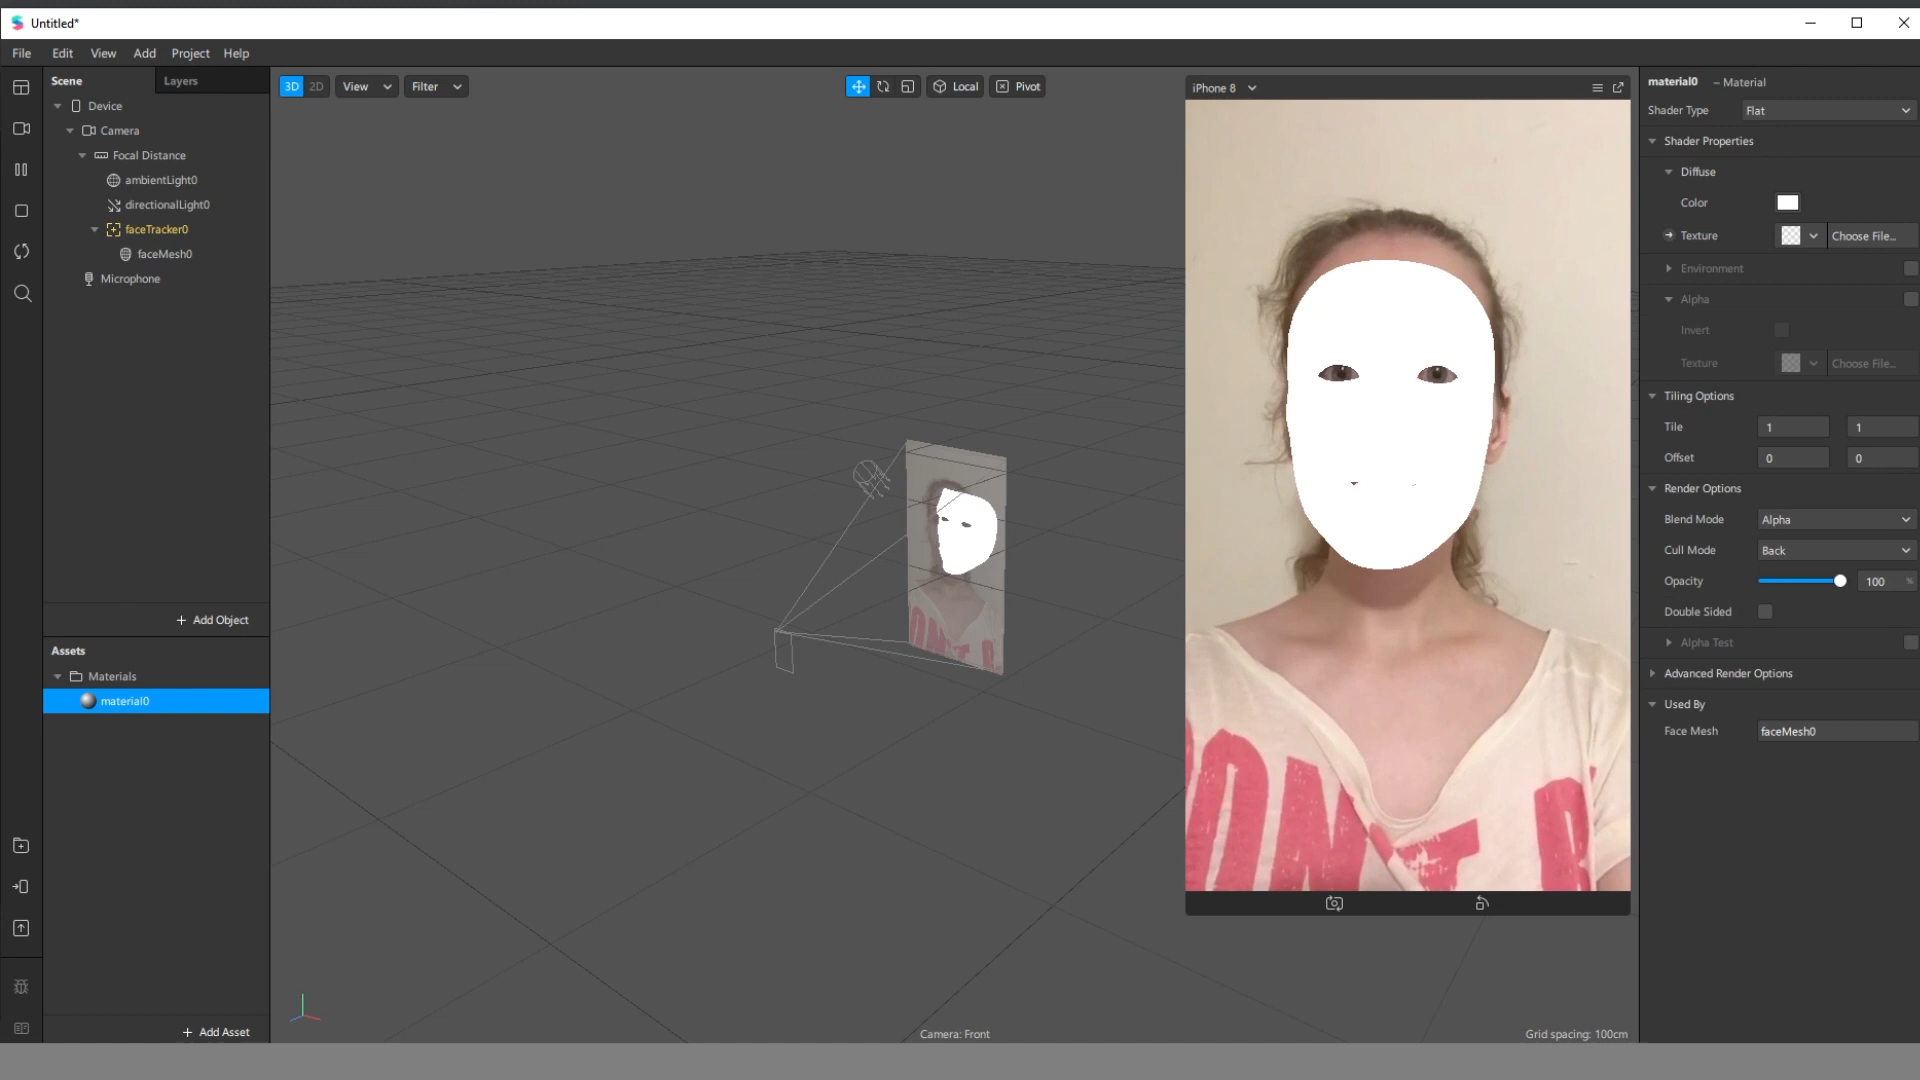 Untitled*
File Edit View Add Project Help
Scene
Layers
Device
Camera
Focal Distance
ambientLight0
directionalLight0
faceTracker0
faceMesh0
Microphone
+ Add Object
Assets
Materials
material0
+ Add Asset
3D 2D View Filter
Local Pivot
Camera: Front
Grid spacing: 100cm
iPhone 8
material0 – Material
Shader Type Flat
Shader Properties
Diffuse
Color
Texture Choose File...
Environment
Alpha
Invert
Texture Choose File...
Tiling Options
Tile 1 1
Offset 0 0
Render Options
Blend Mode Alpha
Cull Mode Back
Opacity 100 %
Double Sided
Alpha Test
Advanced Render Options
Used By
Face Mesh faceMesh0